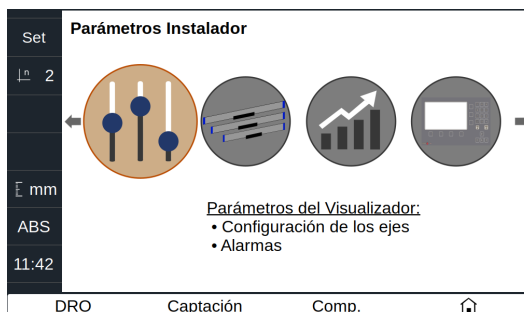 Set
Parámetros Instalador
n 2
mm
ABS
11:42
Parámetros del Visualizador:
• Configuración de los ejes
• Alarmas
DRO Captación Comp.